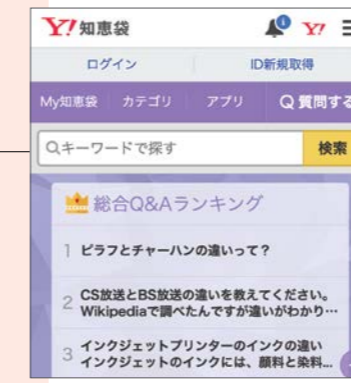 Y! 知恵袋
Y!
ログイン
ID新規取得
My知恵袋
カテゴリ
アプリ
Q 質問する
キーワードで探す
検索
総合Q&Aランキング
1 ピラフとチャーハンの違いって？
2 CS放送とBS放送の違いを教えてください。
Wikipediaで調べたんですが違いがわかり…
3 インクジェットプリンターのインクの違い
インクジェットのインクには、顔料と染料...